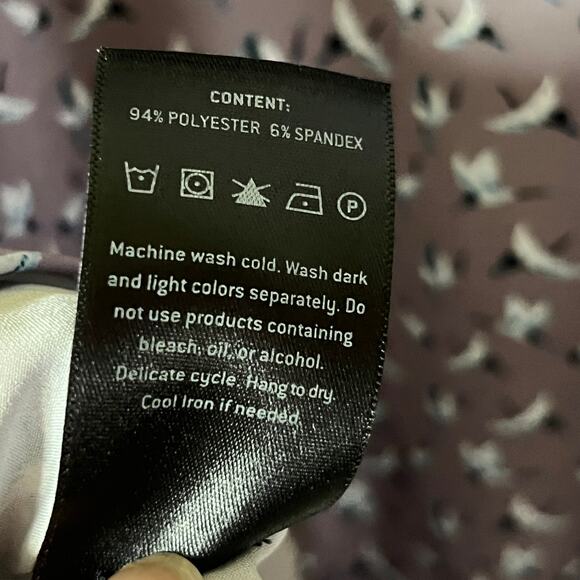 CONTENT:
94% POLYESTER 6% SPANDEX
P
Machine wash cold. Wash dark
and light colors separately. Do
not use products containing
bleach, oil, or alcohol.
Delicate cycle. Hang to dry.
Cool Iron if needed